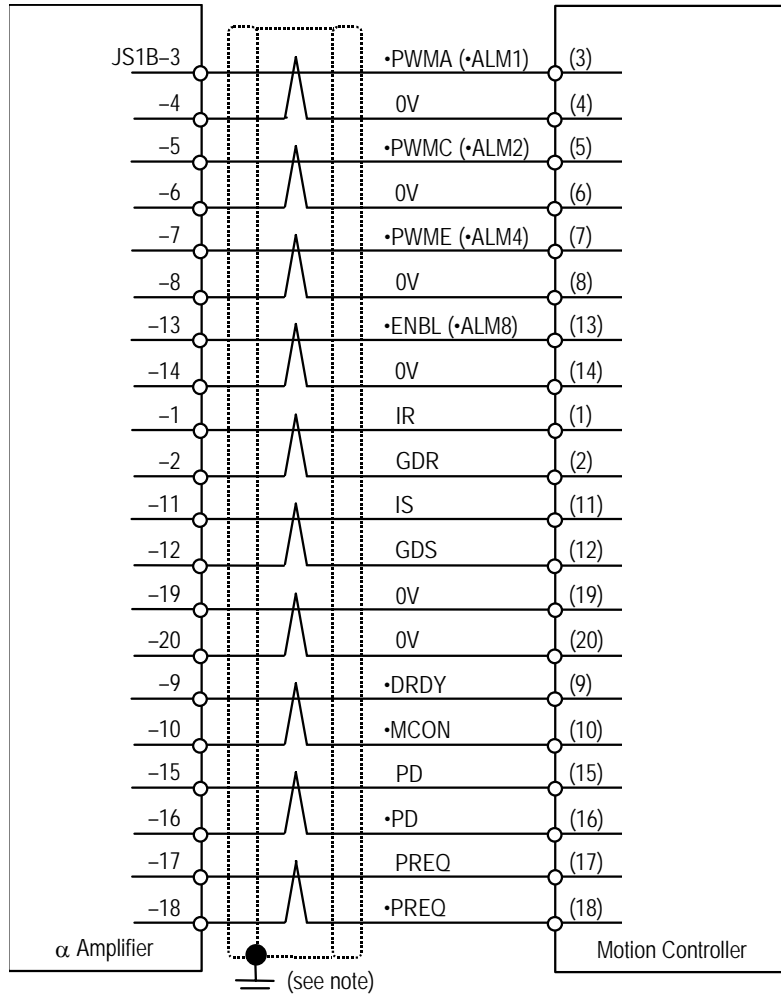 JS1B–3 •PWMA (•ALM1) (3)
–4 0V (4)
–5 •PWMC (•ALM2) (5)
–6 0V (6)
–7 •PWME (•ALM4) (7)
–8 0V (8)
–13 •ENBL (•ALM8) (13)
–14 0V (14)
–1 IR (1)
–2 GDR (2)
–11 IS (11)
–12 GDS (12)
–19 0V (19)
–20 0V (20)
–9 •DRDY (9)
–10 •MCON (10)
–15 PD (15)
–16 •PD (16)
–17 PREQ (17)
–18 •PREQ (18)
α Amplifier Motion Controller
(see note)